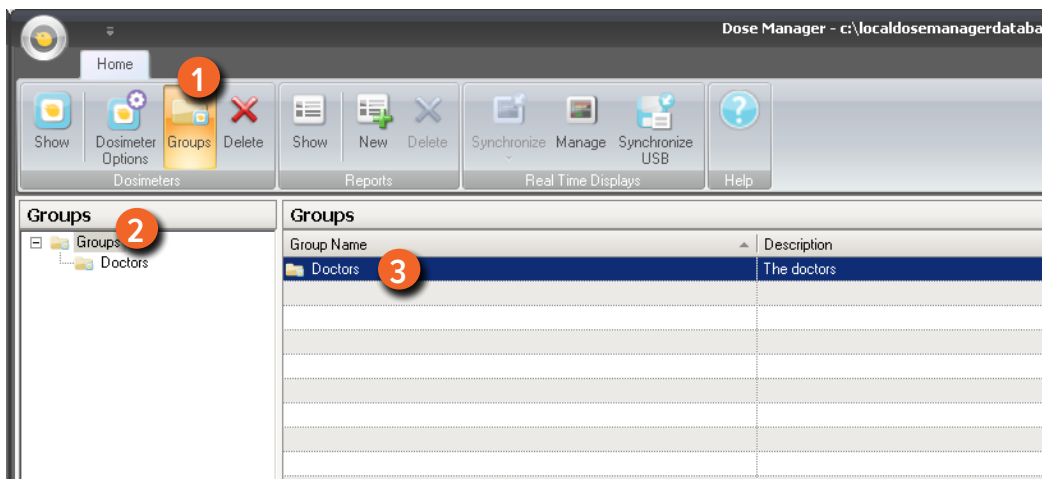 Dose Manager - c:\localdosemanagerdataba
Home
1
Show Dosimeter Options Groups Delete Show New Delete Synchronize Manage Synchronize USB
Dosimeters Reports Real Time Displays Help
Groups Groups
2
Groups Group Name Description
Doctors Doctors 3 The doctors